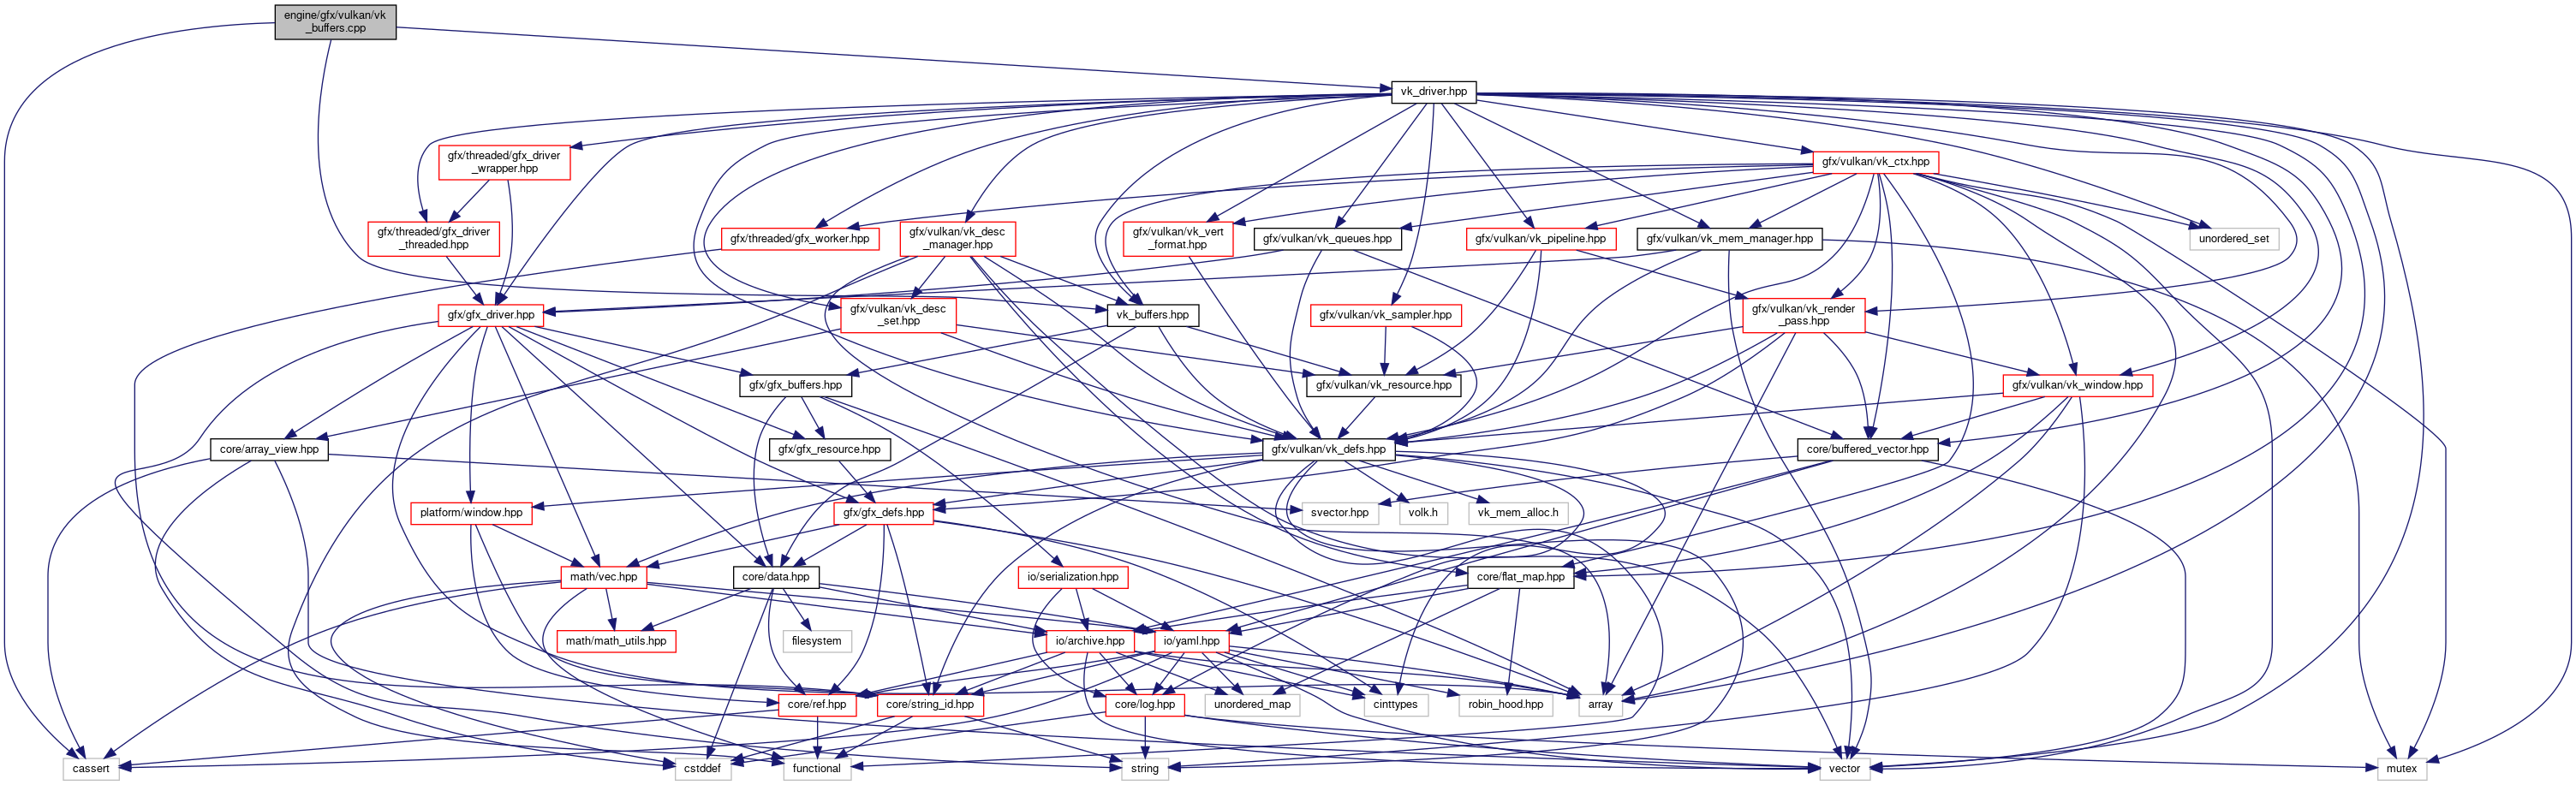 engine/gfx/vulkan/vk
_buffers.cpp
vk_driver.hpp
gfx/threaded/gfx_driver
_wrapper.hpp
gfx/vulkan/vk_ctx.hpp
gfx/threaded/gfx_driver
_threaded.hpp
gfx/threaded/gfx_worker.hpp
gfx/vulkan/vk_desc
_manager.hpp
gfx/vulkan/vk_vert
_format.hpp
gfx/vulkan/vk_queues.hpp
gfx/vulkan/vk_pipeline.hpp
gfx/vulkan/vk_mem_manager.hpp
unordered_set
gfx/gfx_driver.hpp
gfx/vulkan/vk_desc
_set.hpp
vk_buffers.hpp
gfx/vulkan/vk_sampler.hpp
gfx/vulkan/vk_render
_pass.hpp
gfx/gfx_buffers.hpp
gfx/vulkan/vk_resource.hpp
gfx/vulkan/vk_window.hpp
core/array_view.hpp
gfx/gfx_resource.hpp
gfx/vulkan/vk_defs.hpp
core/buffered_vector.hpp
platform/window.hpp
gfx/gfx_defs.hpp
svector.hpp
volk.h
vk_mem_alloc.h
math/vec.hpp
core/data.hpp
io/serialization.hpp
core/flat_map.hpp
math/math_utils.hpp
filesystem
io/archive.hpp
io/yaml.hpp
core/ref.hpp
core/string_id.hpp
core/log.hpp
unordered_map
cinttypes
robin_hood.hpp
array
cassert
cstddef
functional
string
vector
mutex